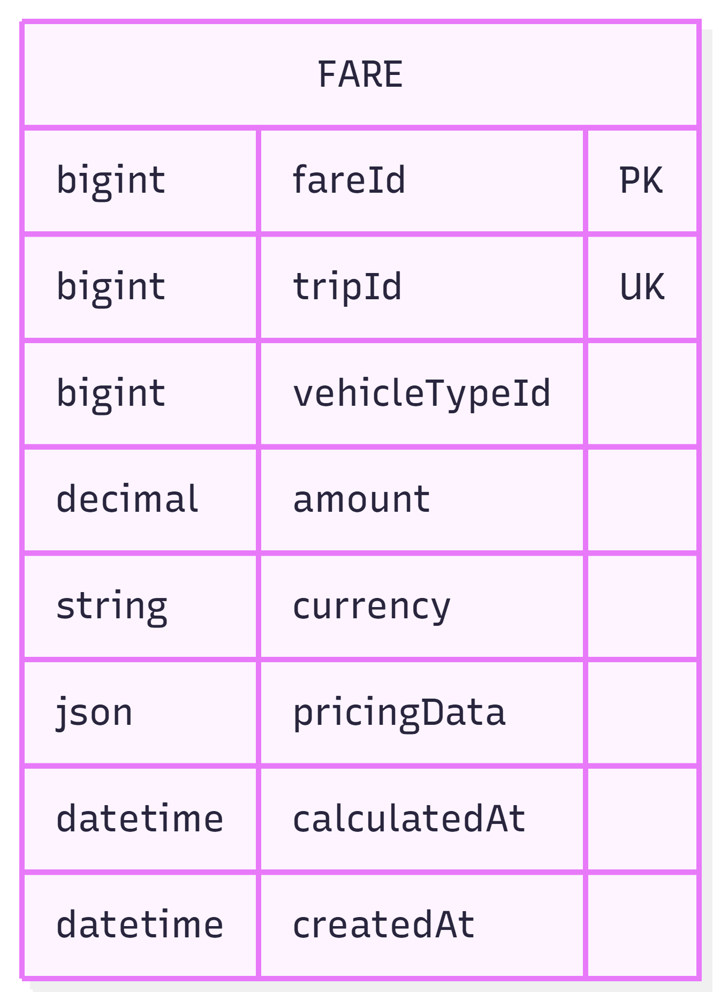 FARE
bigint fareId PK
bigint tripId UK
bigint vehicleTypeId
decimal amount
string currency
json pricingData
datetime calculatedAt
datetime createdAt